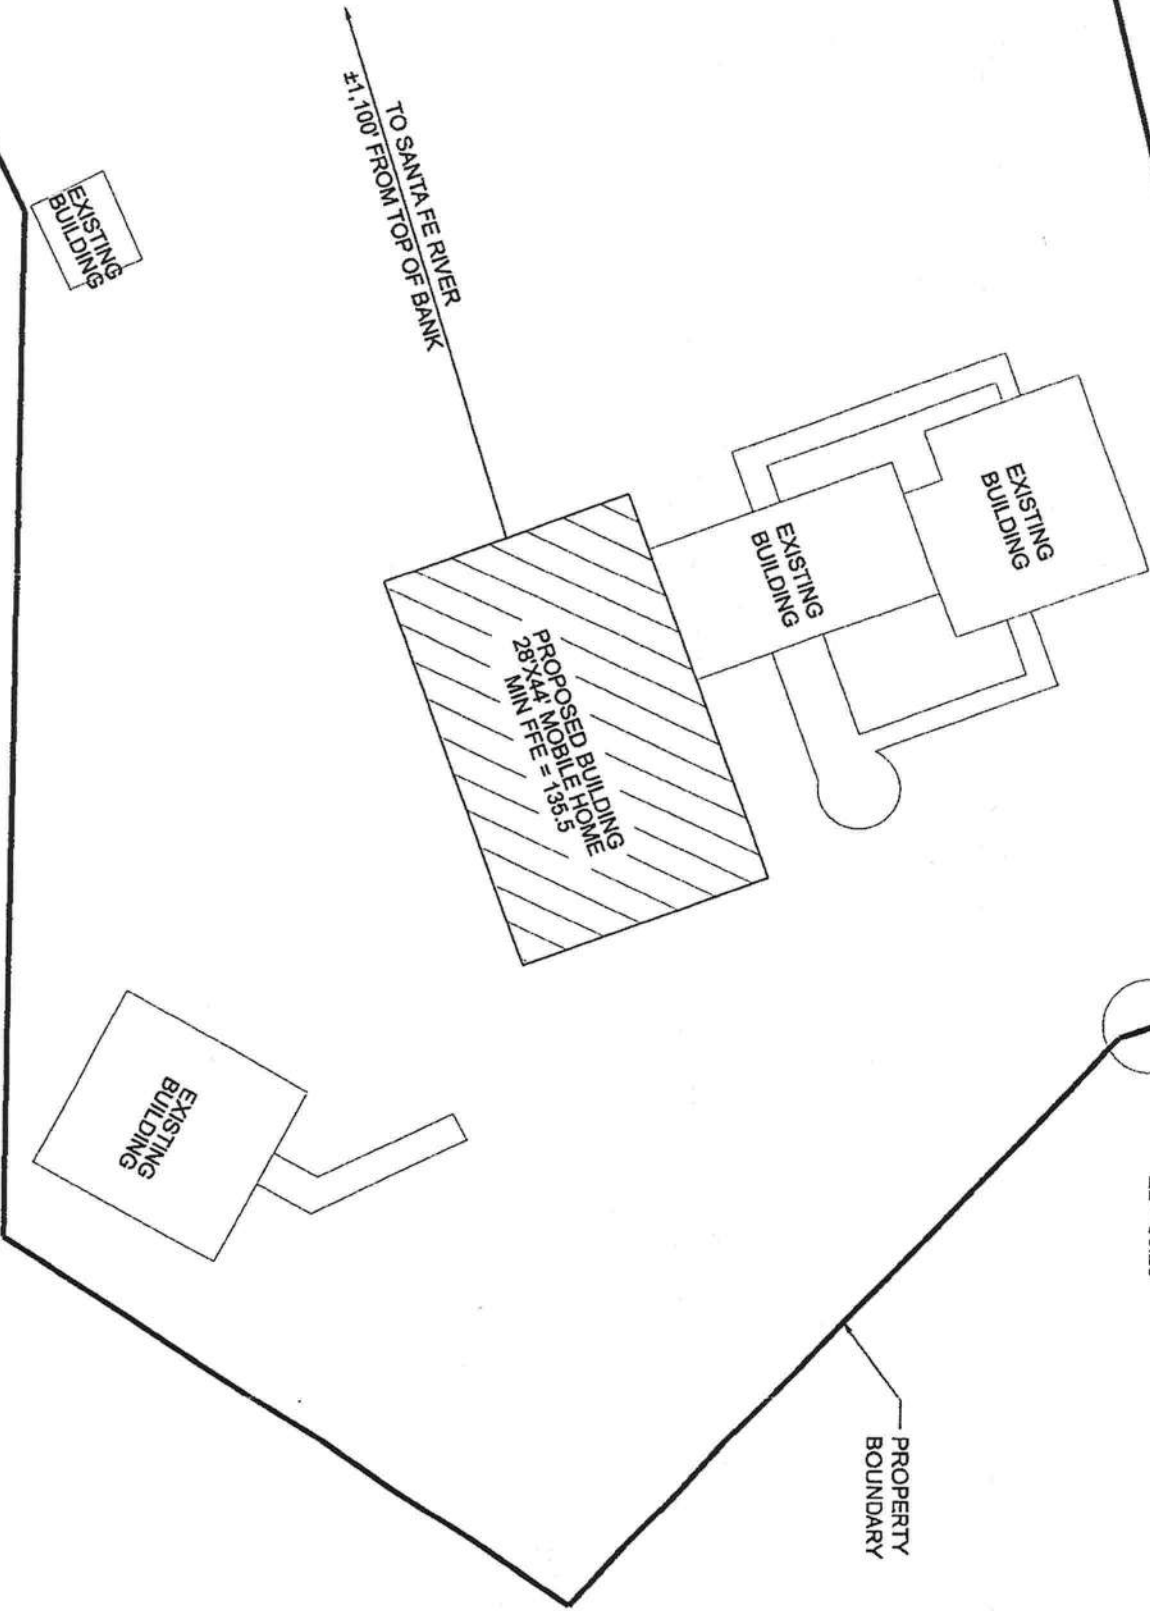 TO SANTA FE RIVER
±1,100' FROM TOP OF BANK
EXISTING
BUILDING
EXISTING
BUILDING
EXISTING
BUILDING
PROPOSED BUILDING
28'X44' MOBILE HOME
MIN FFE = 135.5
EXISTING
BUILDING
PROPERTY
BOUNDARY